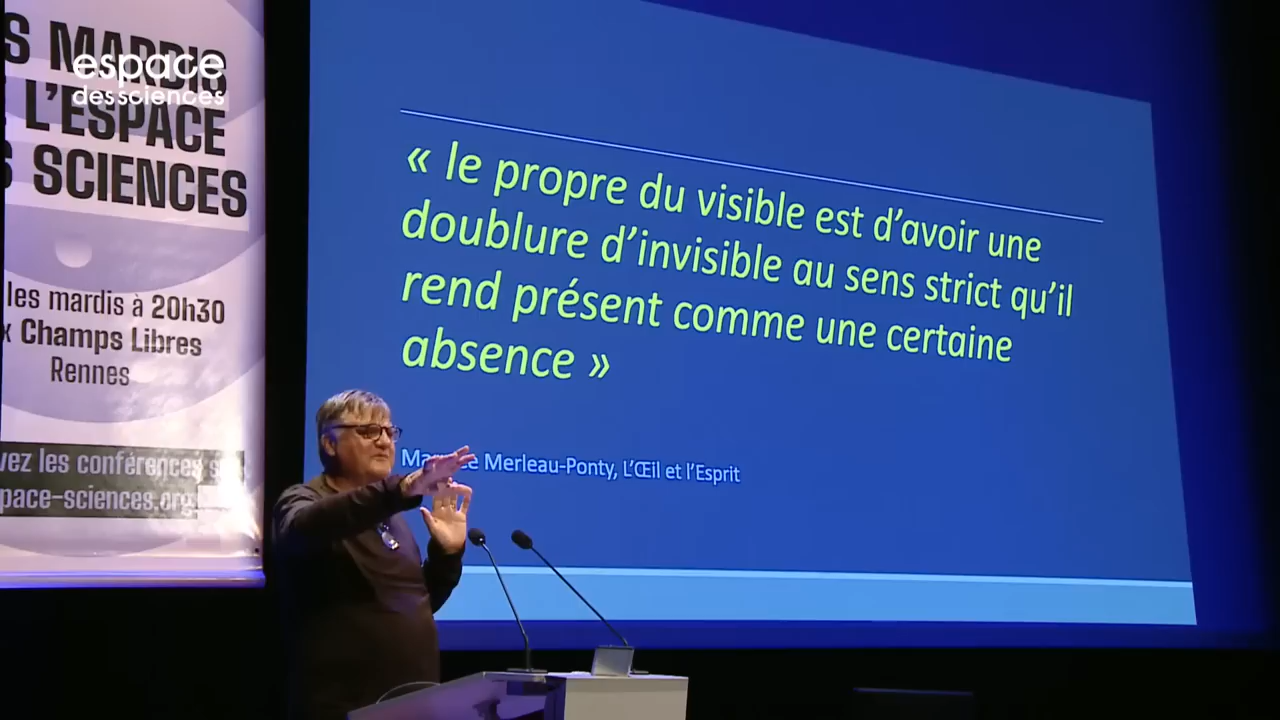 S MARDIS
L'ESPACE
S SCIENCES
espace
des sciences
les mardis à 20h30
Champs Libres
Rennes
vez les conférences s
pace-sciences.org
« le propre du visible est d'avoir une
doublure d'invisible au sens strict qu'il
rend présent comme une certaine
absence »
Merleau-Ponty, L'Œil et l'Esprit